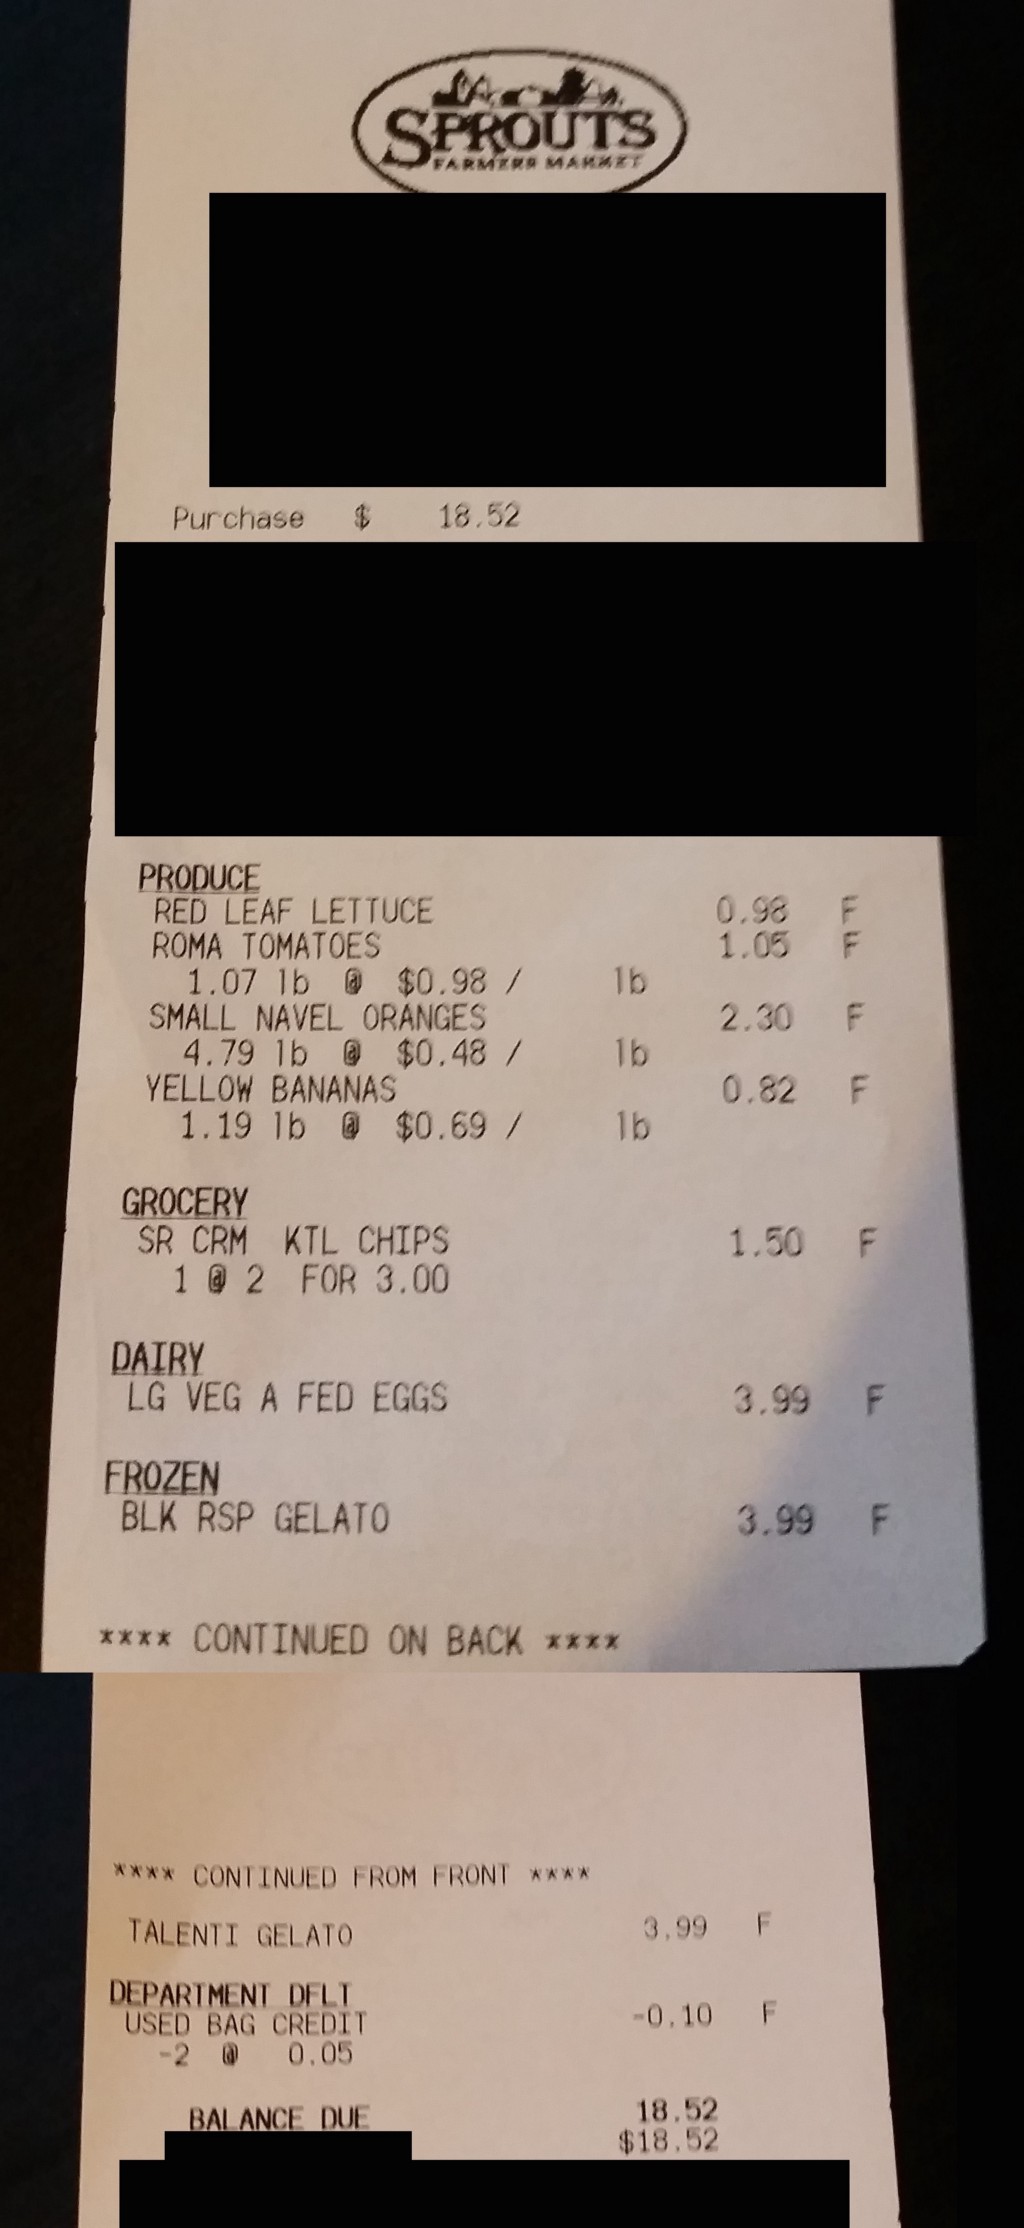 SPROUTS
FARMERS MARKET
Purchase $ 18.52
PRODUCE
RED LEAF LETTUCE 0.98 F
ROMA TOMATOES 1.05 F
1.07 lb @ $0.98 / lb
SMALL NAVEL ORANGES 2.30 F
4.79 lb @ $0.48 / lb
YELLOW BANANAS 0.82 F
1.19 lb @ $0.69 / lb
GROCERY
SR CRM KTL CHIPS 1.50 F
1 @ 2 FOR 3.00
DAIRY
LG VEG A FED EGGS 3.99 F
FROZEN
BLK RSP GELATO 3.99 F
**** CONTINUED ON BACK ****
**** CONTINUED FROM FRONT ****
TALENTI GELATO 3.99 F
DEPARTMENT DFLT
USED BAG CREDIT -0.10 F
-2 @ 0.05
BALANCE DUE 18.52
$18.52